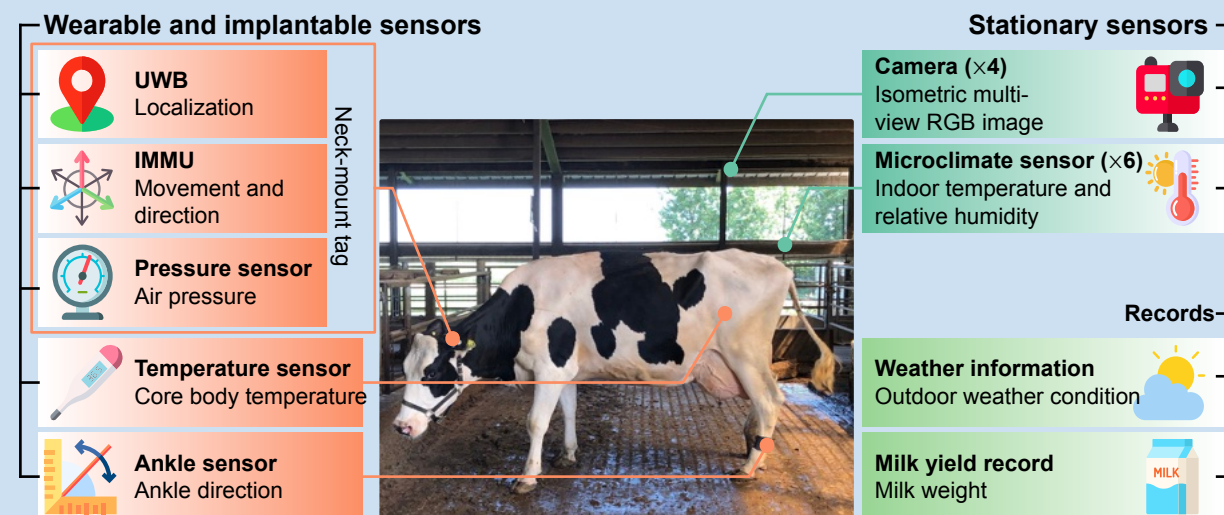 Wearable and implantable sensors
UWB
Localization
IMMU
Movement and
direction
Pressure sensor
Air pressure
Neck-mount tag
Temperature sensor
Core body temperature
Ankle sensor
Ankle direction
Stationary sensors
Camera (×4)
Isometric multi-
view RGB image
Microclimate sensor (×6)
Indoor temperature and
relative humidity
Records
Weather information
Outdoor weather condition
Milk yield record
Milk weight
MILK